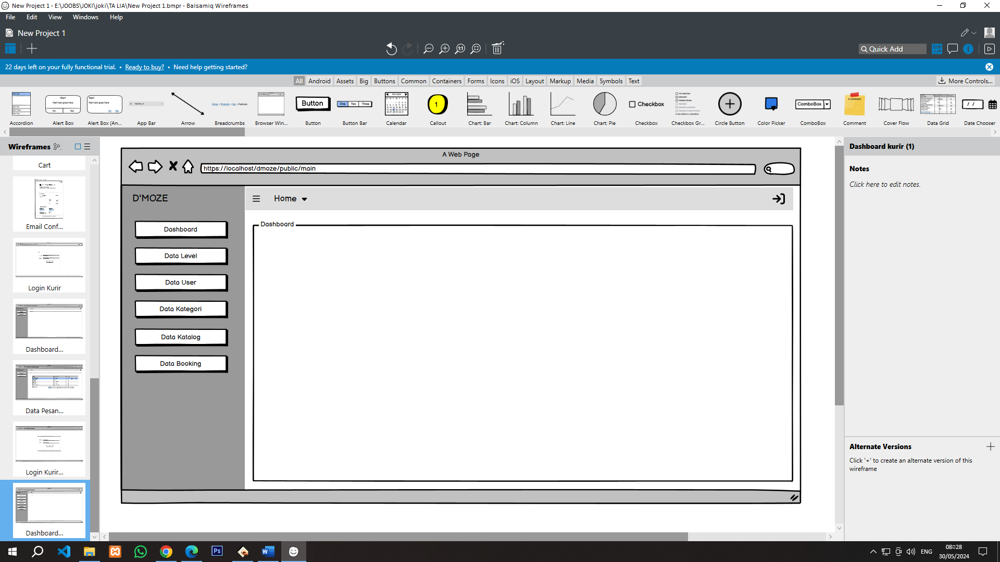 New Project 1 - E:\JOOBS\JOKI\joki\TA LIA\New Project 1.bmpr - Balsamiq Wireframes
File Edit View Windows Help
New Project 1
Quick Add
22 days left on your fully functional trial. • Ready to buy? • Need help getting started?
All Android Assets Big Buttons Common Containers Forms Icons iOS Layout Markup Media Symbols Text
More Controls...
Button
One Two Three
1
Checkbox
ComboBox
A comment
/ /
Accordion Alert Box Alert Box (An... App Bar Arrow Breadcrumbs Browser Win... Button Button Bar Calendar Callout Chart: Bar Chart: Column Chart: Line Chart: Pie Checkbox Checkbox Gr... Circle Button Color Picker ComboBox Comment Cover Flow Data Grid Date Chooser
Wireframes
Cart
Email Conf...
Login Kurir
Dashboard...
Data Pesan...
Login Kurir...
Dashboard...
A Web Page
https://localhost/dmoze/public/main
D'MOZE
Home
Dashboard
Dashboard
Data Level
Data User
Data Kategori
Data Katalog
Data Booking
Dashboard kurir (1)
Notes
Click here to edit notes.
Alternate Versions
Click '+' to create an alternate version of this
wireframe
Ps
ENG
08:28
30/05/2024